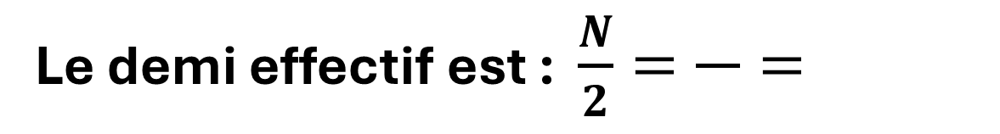 Le demi effectif est : N/2 = — =